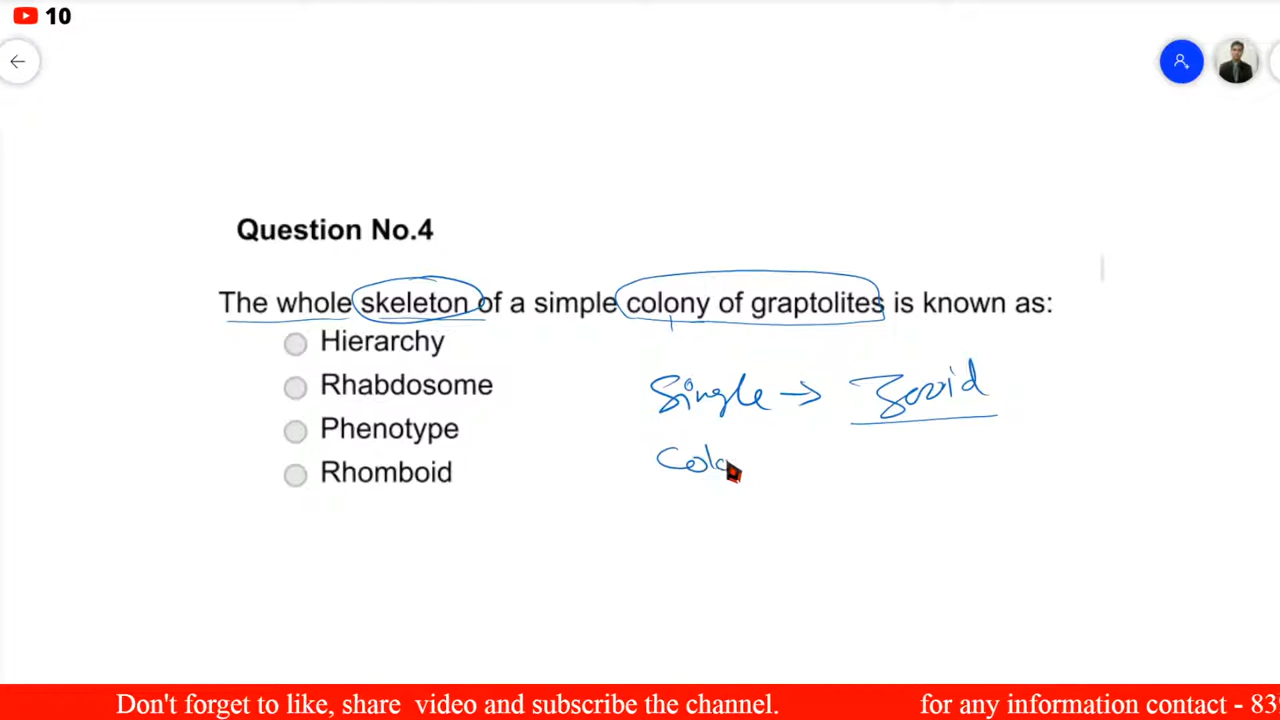 10
Question No.4
The whole skeleton of a simple colony of graptolites is known as:
Hierarchy
Rhabdosome
Phenotype
Rhomboid
Single → Zooid
Colo
Don't forget to like, share video and subscribe the channel. for any information contact - 83